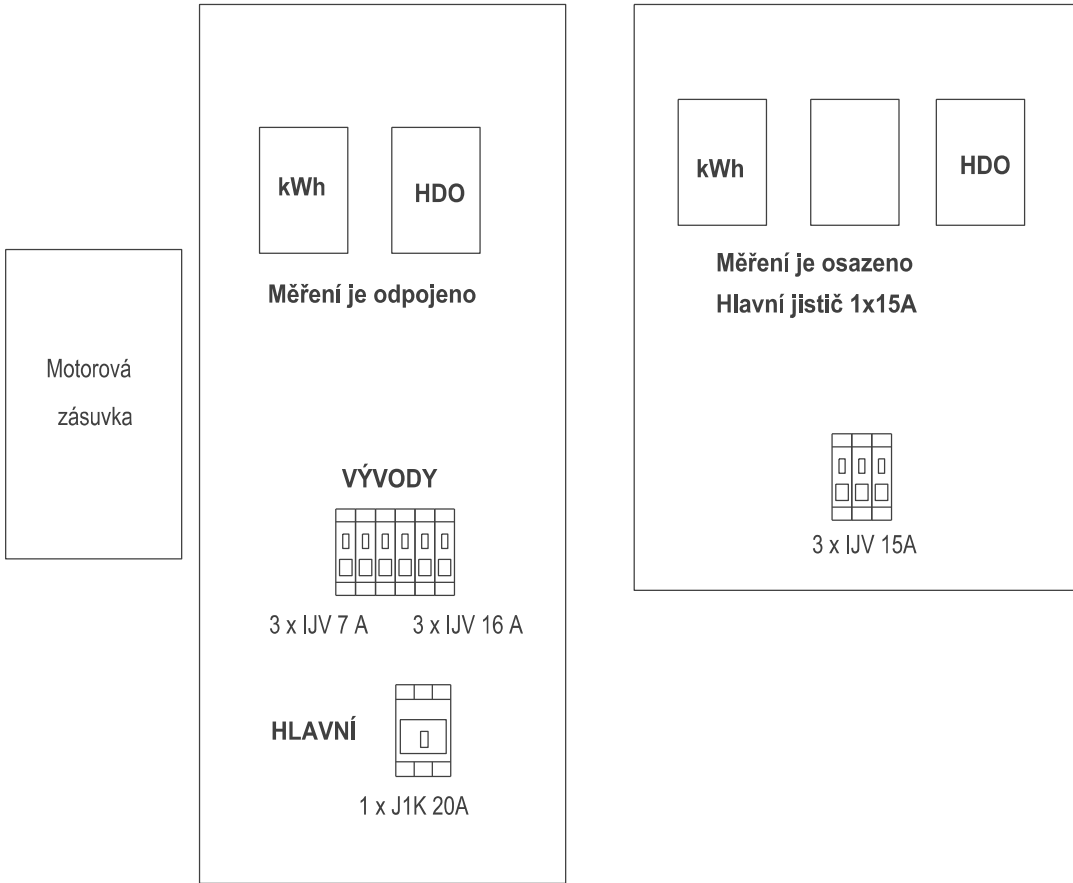 Motorová
zásuvka
kWh
HDO
Měření je odpojeno
VÝVODY
3 x IJV 7 A
3 x IJV 16 A
HLAVNÍ
1 x J1K 20A
kWh
HDO
Měření je osazeno
Hlavní jistič 1x15A
3 x IJV 15A